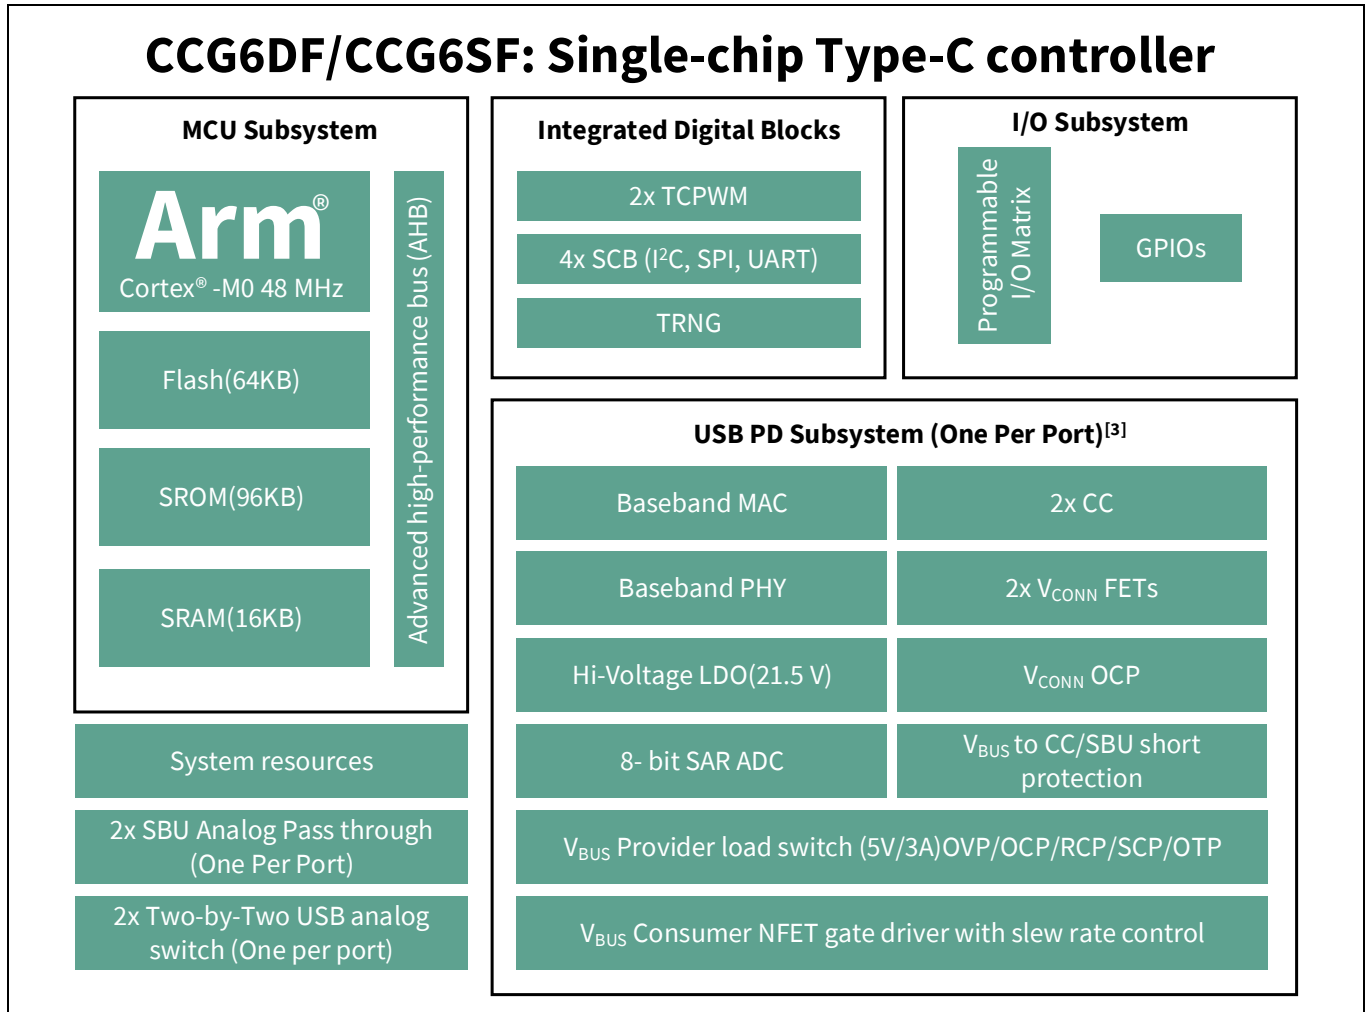 CCG6DF/CCG6SF: Single-chip Type-C controller
MCU Subsystem
Arm®
Cortex® -M0 48 MHz
Flash(64KB)
SROM(96KB)
SRAM(16KB)
Advanced high-performance bus (AHB)
Integrated Digital Blocks
2x TCPWM
4x SCB (I²C, SPI, UART)
TRNG
I/O Subsystem
Programmable
I/O Matrix
GPIOs
USB PD Subsystem (One Per Port)[3]
Baseband MAC
2x CC
Baseband PHY
2x VCONN FETs
Hi-Voltage LDO(21.5 V)
VCONN OCP
8- bit SAR ADC
VBUS to CC/SBU short
protection
VBUS Provider load switch (5V/3A)OVP/OCP/RCP/SCP/OTP
VBUS Consumer NFET gate driver with slew rate control
System resources
2x SBU Analog Pass through
(One Per Port)
2x Two-by-Two USB analog
switch (One per port)